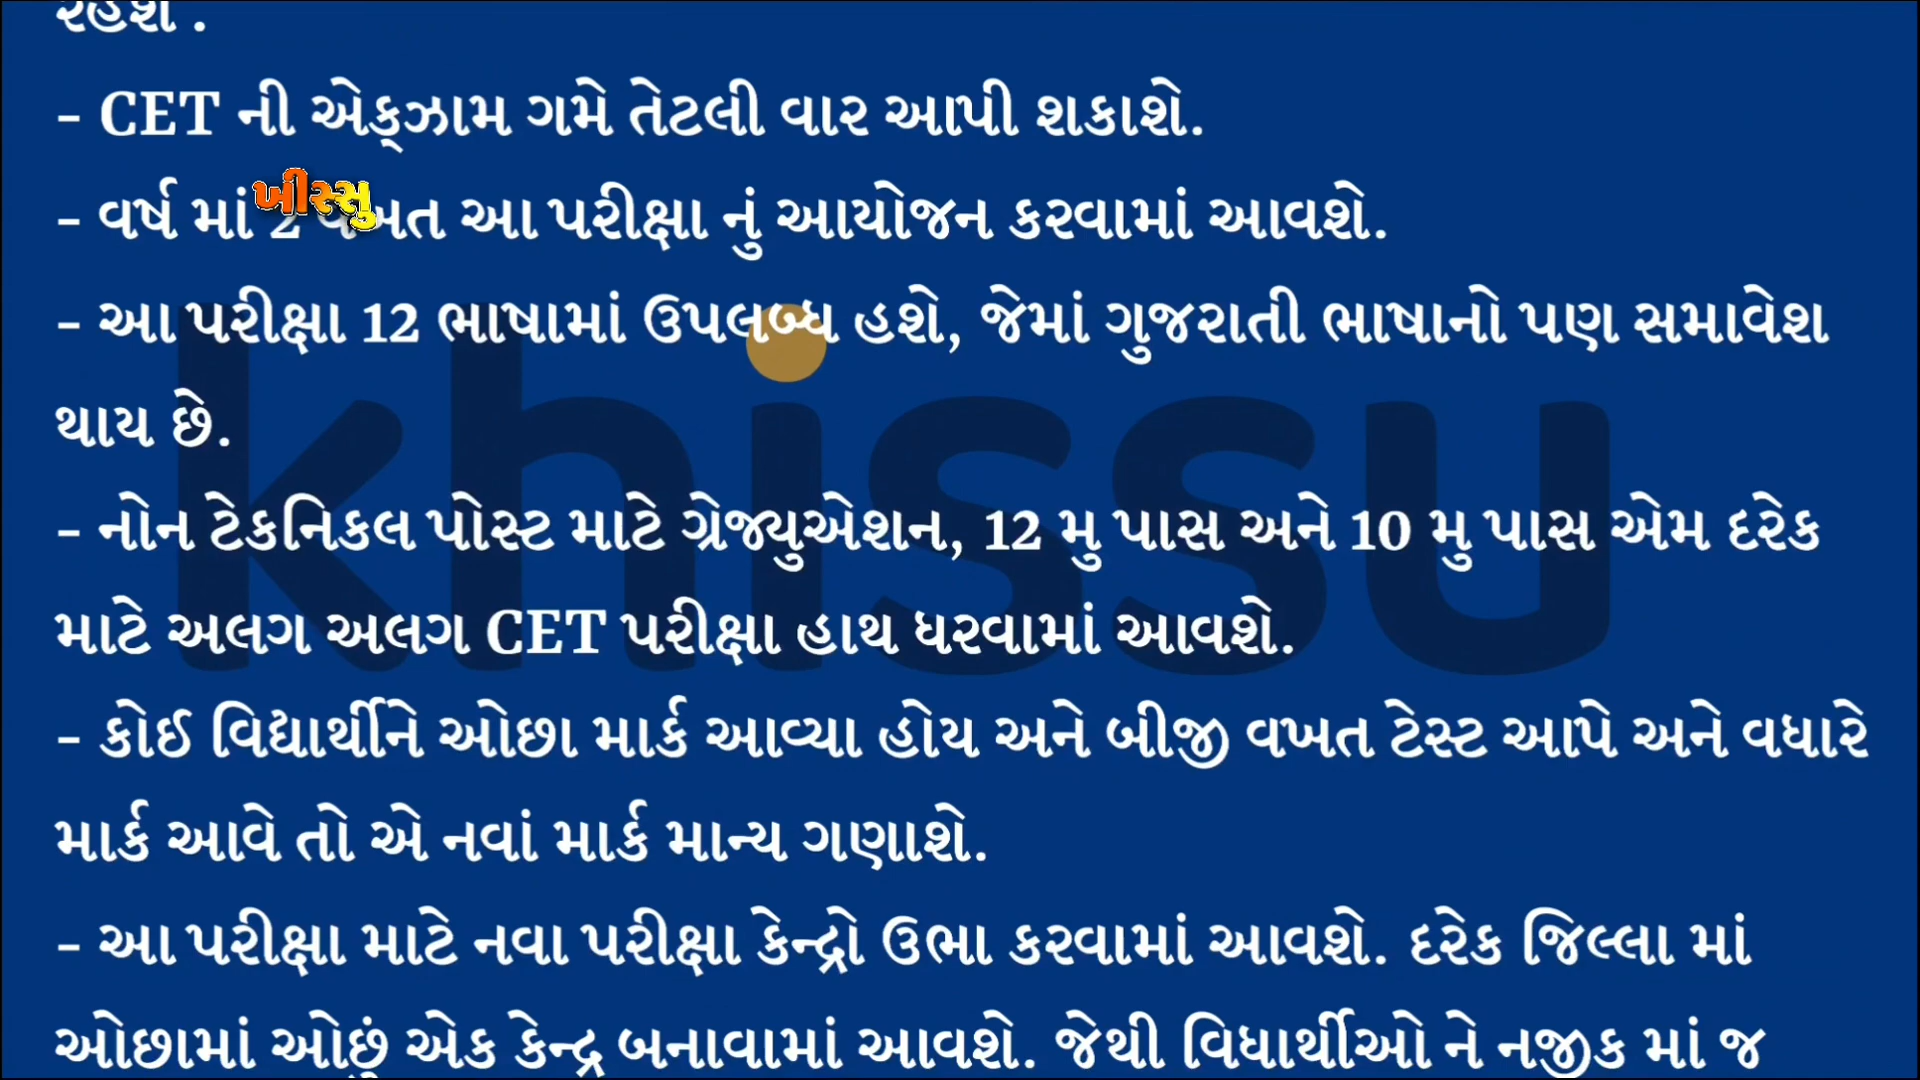 રહેશે .
- CET ની એક્ઝામ ગમે તેટલી વાર આપી શકાશે.
ખીસ્સુ
- વર્ષ માં 2 વખત આ પરીક્ષા નું આયોજન કરવામાં આવશે.
- આ પરીક્ષા 12 ભાષામાં ઉપલબ્ધ હશે, જેમાં ગુજરાતી ભાષાનો પણ સમાવેશ
થાય છે.
khissu
- નોન ટેકનિકલ પોસ્ટ માટે ગ્રેજ્યુએશન, 12 મુ પાસ અને 10 મુ પાસ એમ દરેક
માટે અલગ અલગ CET પરીક્ષા હાથ ધરવામાં આવશે.
- કોઈ વિદ્યાર્થીને ઓછા માર્ક આવ્યા હોય અને બીજી વખત ટેસ્ટ આપે અને વધારે
માર્ક આવે તો એ નવાં માર્ક માન્ય ગણાશે.
- આ પરીક્ષા માટે નવા પરીક્ષા કેન્દ્રો ઉભા કરવામાં આવશે. દરેક જિલ્લા માં
ઓછામાં ઓછું એક કેન્દ્ર બનાવામાં આવશે. જેથી વિધાર્થીઓ ને નજીક માં જ